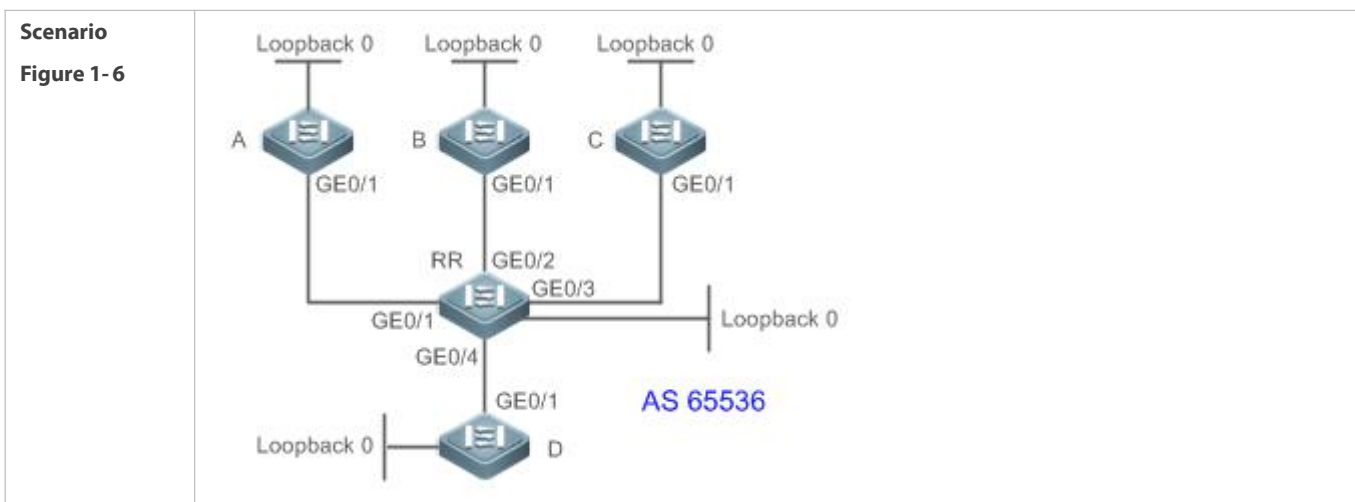 Scenario
Figure 1-6
Loopback 0 Loopback 0 Loopback 0
A B C
GE0/1 GE0/1 GE0/1
RR GE0/2
GE0/3
GE0/1 Loopback 0
GE0/4
GE0/1 AS 65536
Loopback 0 D